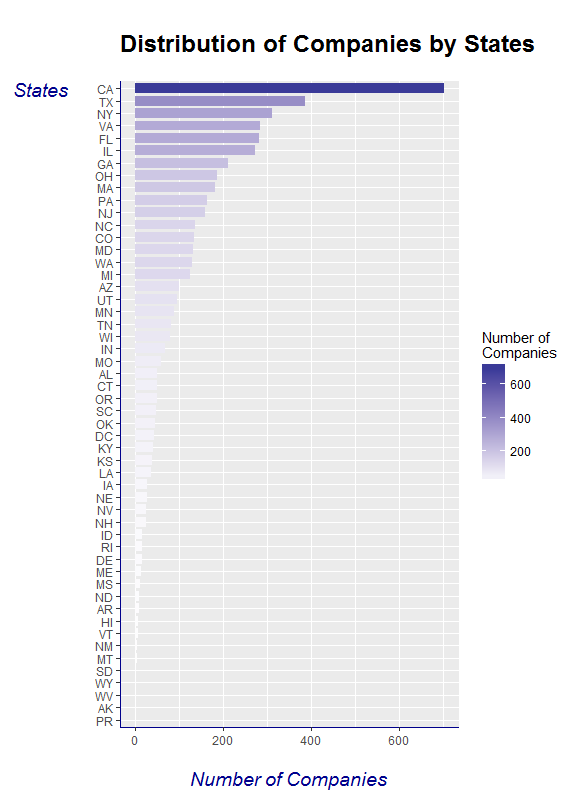 Distribution of Companies by States
States
CA
TX
NY
VA
FL
IL
GA
OH
MA
PA
NJ
NC
CO
MD
WA
MI
AZ
UT
MN
TN
WI
IN
MO
AL
CT
OR
SC
OK
DC
KY
KS
LA
IA
NE
NV
NH
ID
RI
DE
ME
MS
ND
AR
HI
VT
NM
MT
SD
WY
WV
AK
PR
0 200 400 600
Number of Companies
Number of
Companies
600
400
200